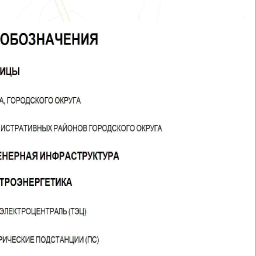 ОБОЗНАЧЕНИЯ
ИЦЫ
А, ГОРОДСКОГО ОКРУГА
ИСТРАТИВНЫХ РАЙОНОВ ГОРОДСКОГО ОКРУГА
ЕНЕРНАЯ ИНФРАСТРУКТУРА
ТРОЭНЕРГЕТИКА
ЭЛЕКТРОЦЕНТРАЛЬ (ТЭЦ)
РИЧЕСКИЕ ПОДСТАНЦИИ (ПС)